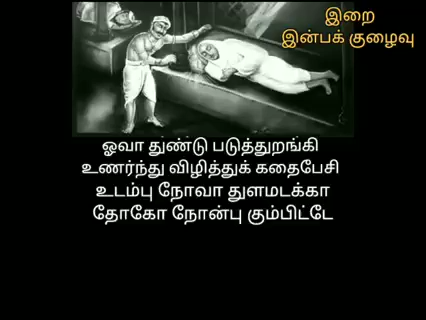 இறை
இன்பக் குழைவு
ஓவா துண்டு படுத்துறங்கி
உணர்ந்து விழித்துக் கதைபேசி
உடம்பு நோவா துளமடக்கா
தோகோ நோன்பு கும்பிட்டே